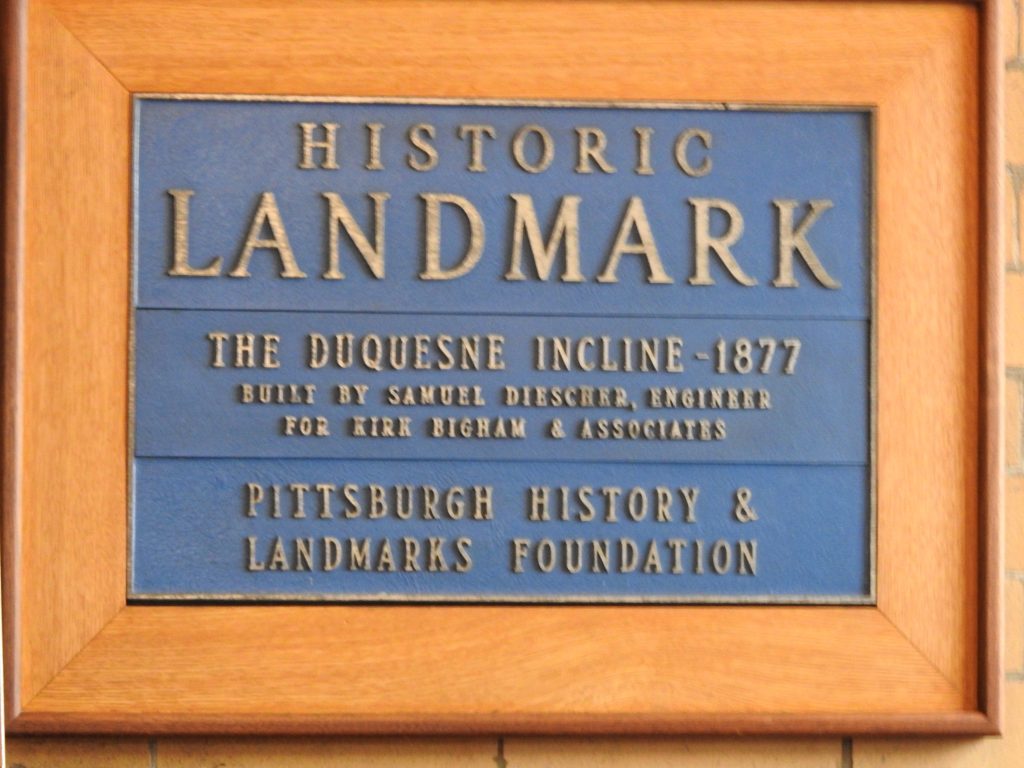 HISTORIC
LANDMARK
THE DUQUESNE INCLINE - 1877
BUILT BY SAMUEL DIESCHER, ENGINEER
FOR KIRK BIGHAM & ASSOCIATES
PITTSBURGH HISTORY &
LANDMARKS FOUNDATION